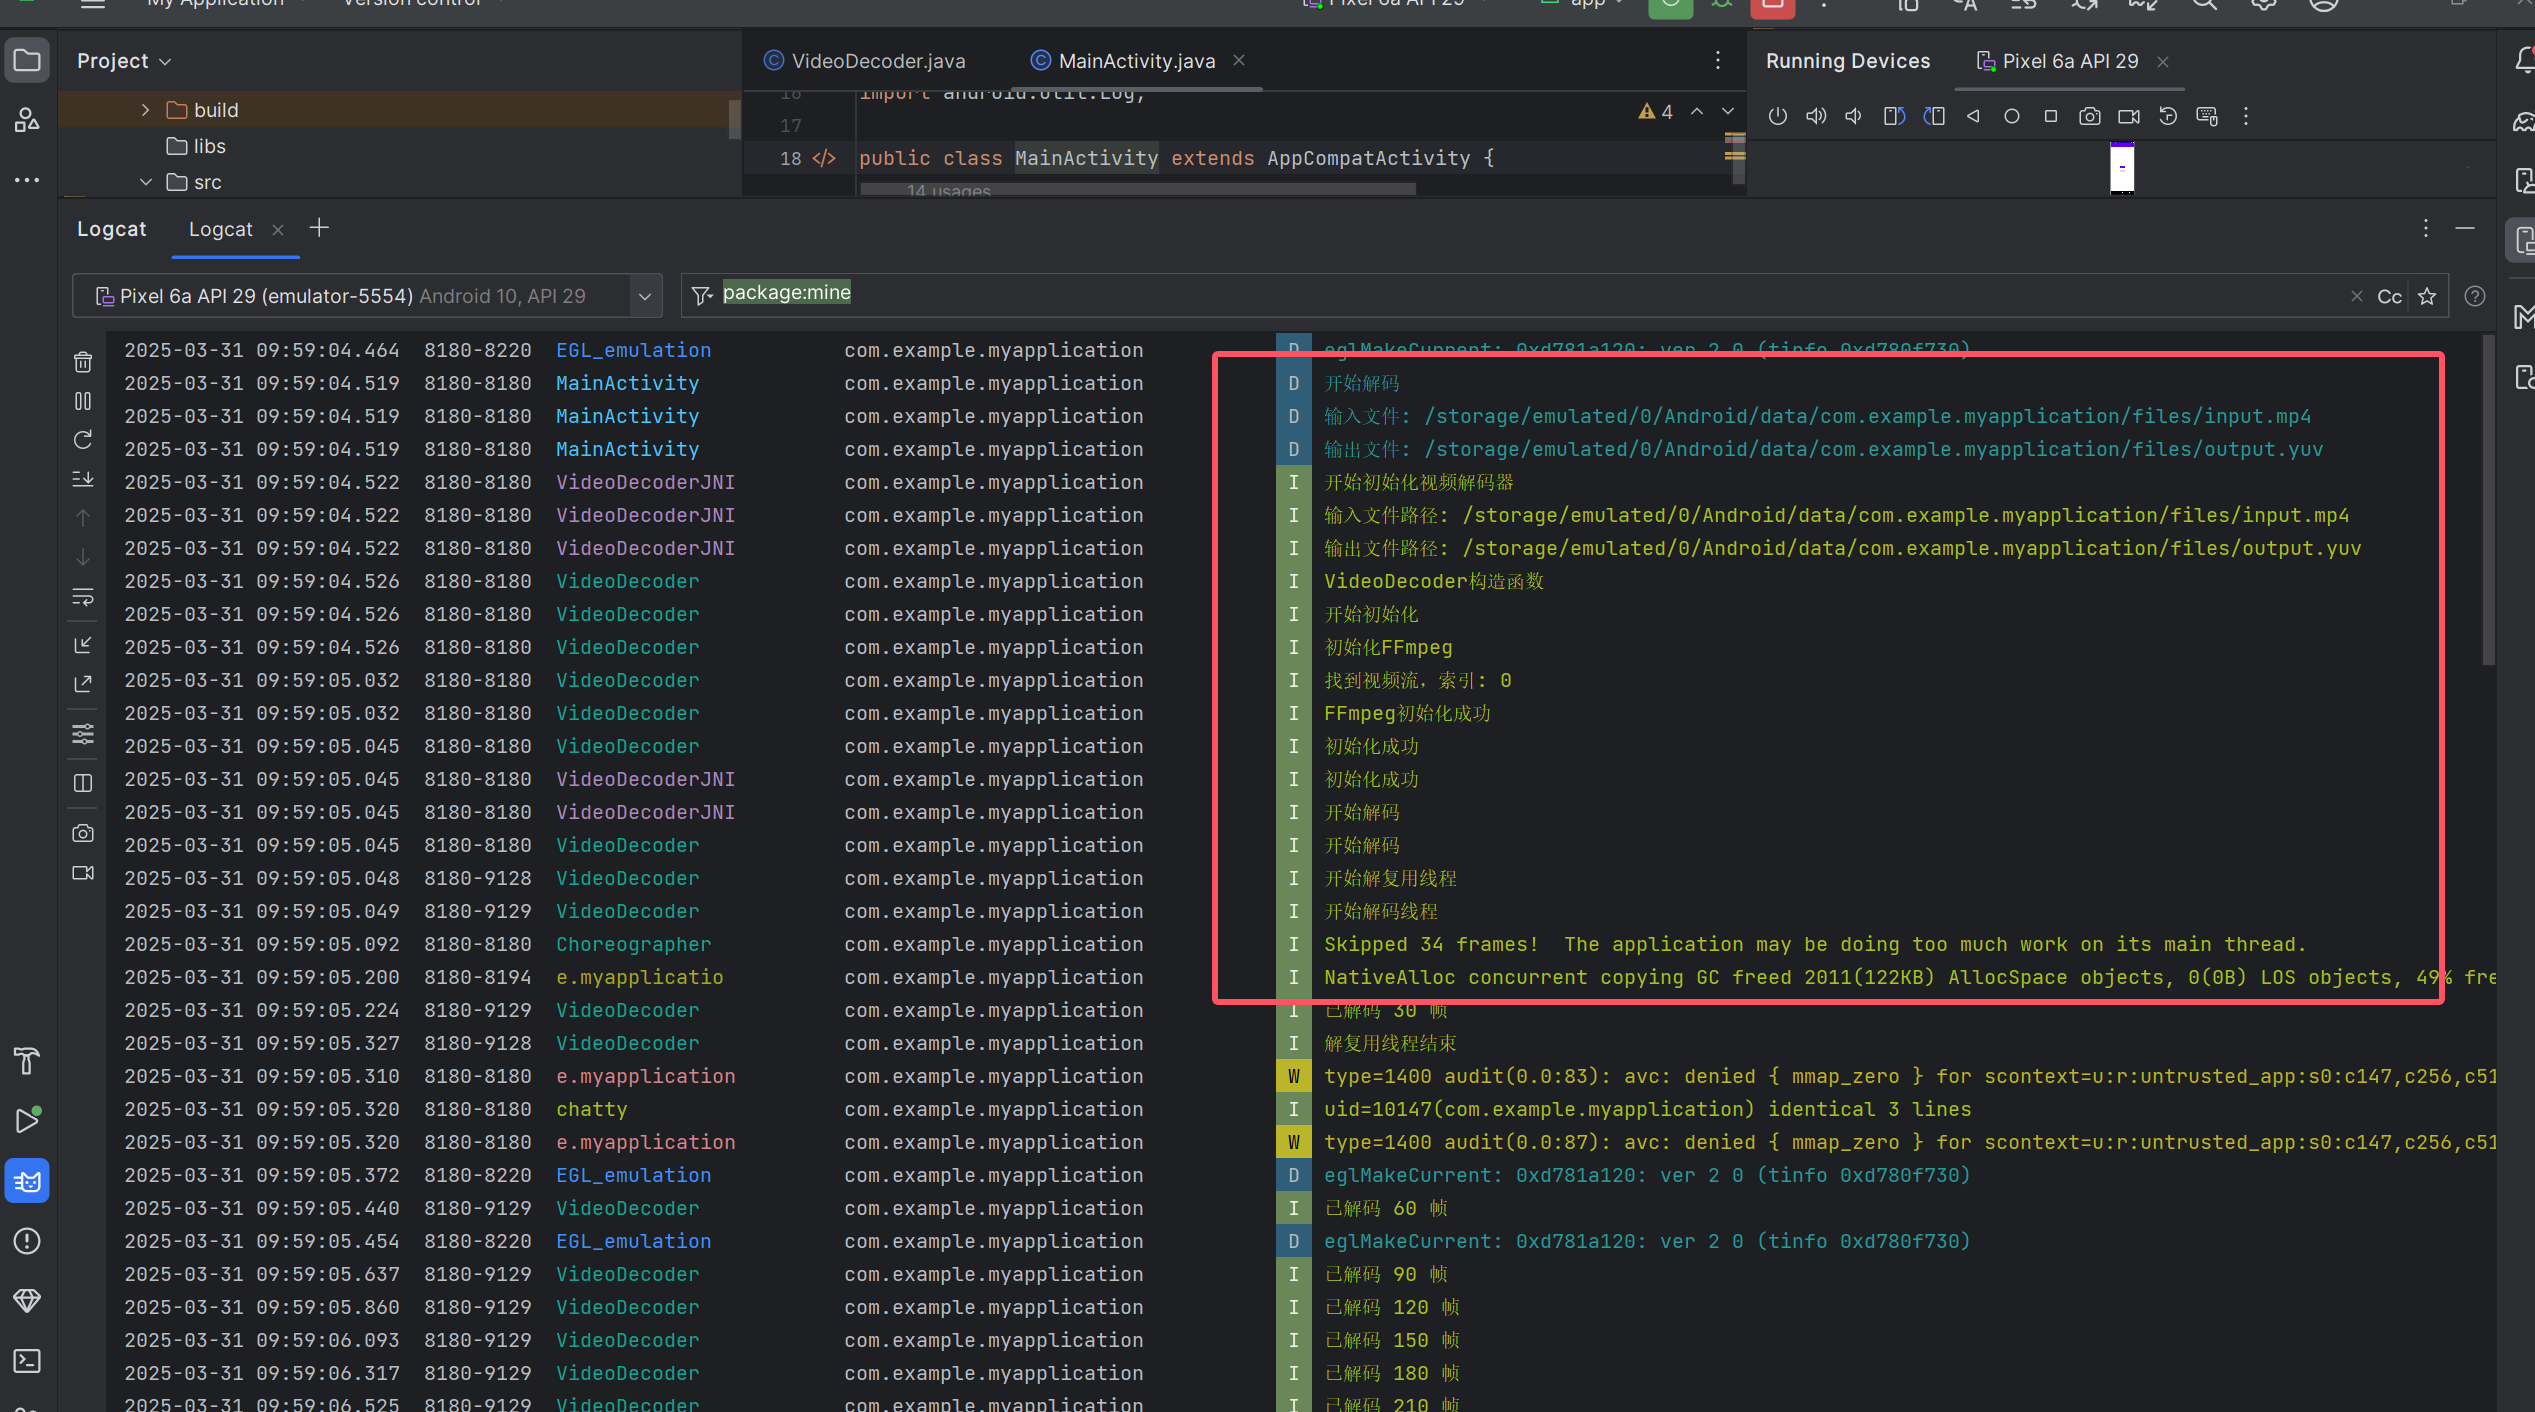 My Application
Version control
Pixel 6a API 29
app
Project
VideoDecoder.java
MainActivity.java
Running Devices
Pixel 6a API 29
build
libs
src
16 import android.util.Log;
4
17
18 public class MainActivity extends AppCompatActivity {
14 usages
Logcat
Logcat
Pixel 6a API 29 (emulator-5554) Android 10, API 29
package:mine
Cc
2025-03-31 09:59:04.464 8180-8220 EGL_emulation com.example.myapplication D eglMakeCurrent: 0xd781a120: ver 2 0 (tinfo 0xd780f730)
2025-03-31 09:59:04.519 8180-8180 MainActivity com.example.myapplication D 开始解码
2025-03-31 09:59:04.519 8180-8180 MainActivity com.example.myapplication D 输入文件: /storage/emulated/0/Android/data/com.example.myapplication/files/input.mp4
2025-03-31 09:59:04.519 8180-8180 MainActivity com.example.myapplication D 输出文件: /storage/emulated/0/Android/data/com.example.myapplication/files/output.yuv
2025-03-31 09:59:04.522 8180-8180 VideoDecoderJNI com.example.myapplication I 开始初始化视频解码器
2025-03-31 09:59:04.522 8180-8180 VideoDecoderJNI com.example.myapplication I 输入文件路径: /storage/emulated/0/Android/data/com.example.myapplication/files/input.mp4
2025-03-31 09:59:04.522 8180-8180 VideoDecoderJNI com.example.myapplication I 输出文件路径: /storage/emulated/0/Android/data/com.example.myapplication/files/output.yuv
2025-03-31 09:59:04.526 8180-8180 VideoDecoder com.example.myapplication I VideoDecoder构造函数
2025-03-31 09:59:04.526 8180-8180 VideoDecoder com.example.myapplication I 开始初始化
2025-03-31 09:59:04.526 8180-8180 VideoDecoder com.example.myapplication I 初始化FFmpeg
2025-03-31 09:59:05.032 8180-8180 VideoDecoder com.example.myapplication I 找到视频流，索引: 0
2025-03-31 09:59:05.032 8180-8180 VideoDecoder com.example.myapplication I FFmpeg初始化成功
2025-03-31 09:59:05.045 8180-8180 VideoDecoder com.example.myapplication I 初始化成功
2025-03-31 09:59:05.045 8180-8180 VideoDecoderJNI com.example.myapplication I 初始化成功
2025-03-31 09:59:05.045 8180-8180 VideoDecoderJNI com.example.myapplication I 开始解码
2025-03-31 09:59:05.045 8180-8180 VideoDecoder com.example.myapplication I 开始解码
2025-03-31 09:59:05.048 8180-9128 VideoDecoder com.example.myapplication I 开始解复用线程
2025-03-31 09:59:05.049 8180-9129 VideoDecoder com.example.myapplication I 开始解码线程
2025-03-31 09:59:05.092 8180-8180 Choreographer com.example.myapplication I Skipped 34 frames!  The application may be doing too much work on its main thread.
2025-03-31 09:59:05.200 8180-8194 e.myapplicatio com.example.myapplication I NativeAlloc concurrent copying GC freed 2011(122KB) AllocSpace objects, 0(0B) LOS objects, 49% fre
2025-03-31 09:59:05.224 8180-9129 VideoDecoder com.example.myapplication I 已解码 30 帧
2025-03-31 09:59:05.327 8180-9128 VideoDecoder com.example.myapplication I 解复用线程结束
2025-03-31 09:59:05.310 8180-8180 e.myapplication com.example.myapplication W type=1400 audit(0.0:83): avc: denied { mmap_zero } for scontext=u:r:untrusted_app:s0:c147,c256,c51
2025-03-31 09:59:05.320 8180-8180 chatty com.example.myapplication I uid=10147(com.example.myapplication) identical 3 lines
2025-03-31 09:59:05.320 8180-8180 e.myapplication com.example.myapplication W type=1400 audit(0.0:87): avc: denied { mmap_zero } for scontext=u:r:untrusted_app:s0:c147,c256,c51
2025-03-31 09:59:05.372 8180-8220 EGL_emulation com.example.myapplication D eglMakeCurrent: 0xd781a120: ver 2 0 (tinfo 0xd780f730)
2025-03-31 09:59:05.440 8180-9129 VideoDecoder com.example.myapplication I 已解码 60 帧
2025-03-31 09:59:05.454 8180-8220 EGL_emulation com.example.myapplication D eglMakeCurrent: 0xd781a120: ver 2 0 (tinfo 0xd780f730)
2025-03-31 09:59:05.637 8180-9129 VideoDecoder com.example.myapplication I 已解码 90 帧
2025-03-31 09:59:05.860 8180-9129 VideoDecoder com.example.myapplication I 已解码 120 帧
2025-03-31 09:59:06.093 8180-9129 VideoDecoder com.example.myapplication I 已解码 150 帧
2025-03-31 09:59:06.317 8180-9129 VideoDecoder com.example.myapplication I 已解码 180 帧
2025-03-31 09:59:06.525 8180-9129 VideoDecoder com.example.myapplication I 已解码 210 帧